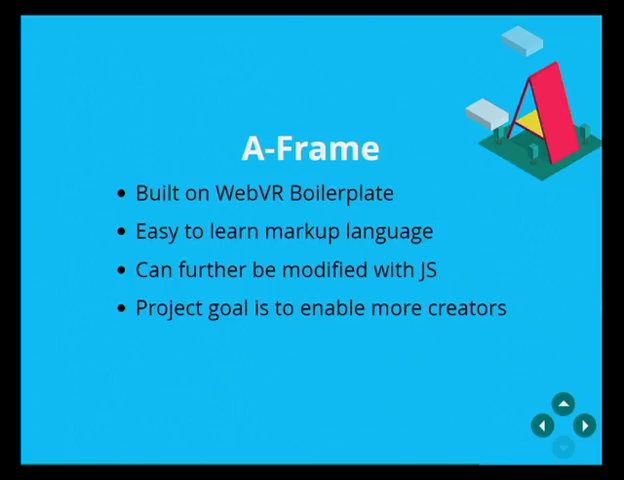 A-Frame
Built on WebVR Boilerplate
Easy to learn markup language
Can further be modified with JS
Project goal is to enable more creators